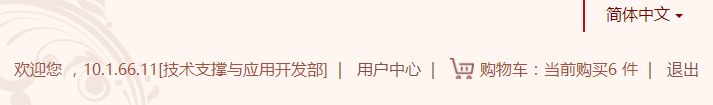 简体中文
欢迎您 ，10.1.66.11[技术支撑与应用开发部] | 用户中心 | 购物车：当前购买6 件 | 退出